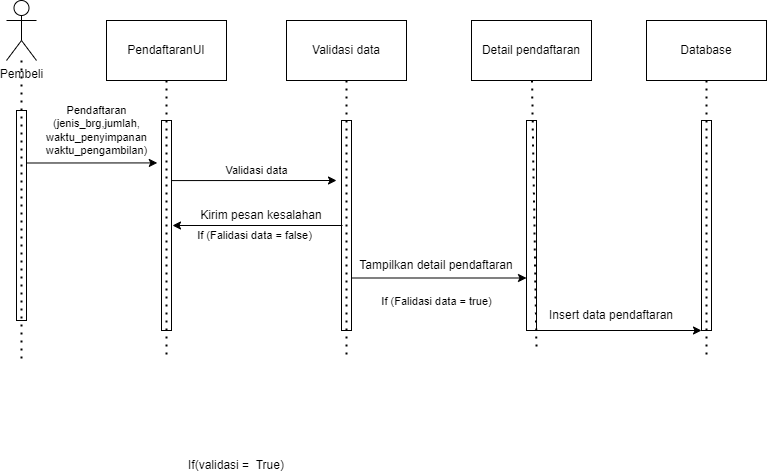 Pembeli
PendaftaranUI
Validasi data
Detail pendaftaran
Database
Pendaftaran
(jenis_brg,jumlah,
waktu_penyimpanan
waktu_pengambilan)
Validasi data
Kirim pesan kesalahan
If (Falidasi data = false)
Tampilkan detail pendaftaran
If (Falidasi data = true)
Insert data pendaftaran
If(validasi = True)